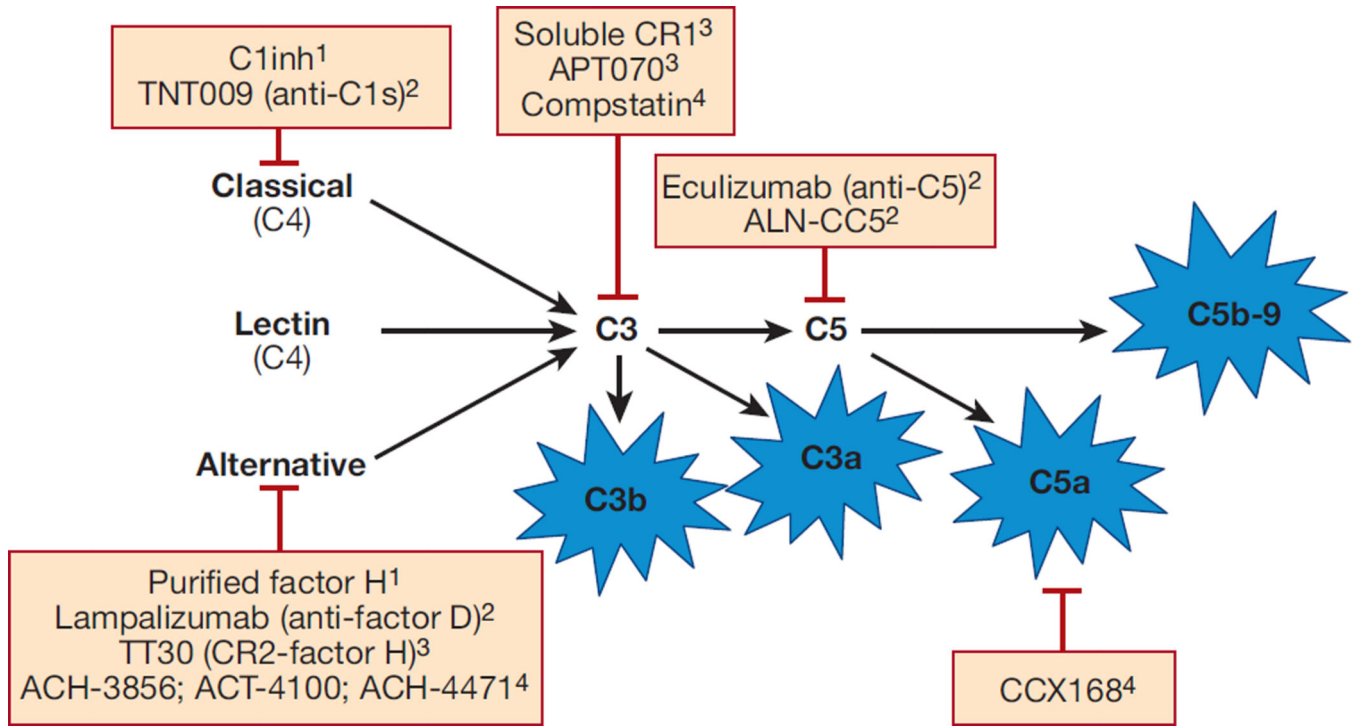 C1inh¹
TNT009 (anti-C1s)²
Soluble CR1³
APT070³
Compstatin⁴
Eculizumab (anti-C5)²
ALN-CC5²
Classical
(C4)
Lectin
(C4)
Alternative
C3
C5
C5b-9
C3b
C3a
C5a
Purified factor H¹
Lampalizumab (anti-factor D)²
TT30 (CR2-factor H)³
ACH-3856; ACT-4100; ACH-4471⁴
CCX168⁴